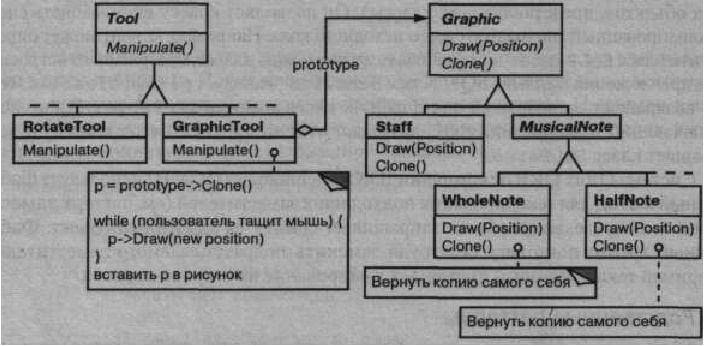 Tool
Manipulate()
Graphic
Draw(Position)
Clone()
prototype
RotateTool
Manipulate()
GraphicTool
Manipulate()
Staff
Draw(Position)
Clone()
MusicalNote
p = prototype->Clone()
while (пользователь тащит мышь) {
p->Draw(new position)
}
вставить p в рисунок
WholeNote
Draw(Position)
Clone()
HalfNote
Draw(Position)
Clone()
Вернуть копию самого себя
Вернуть копию самого себя